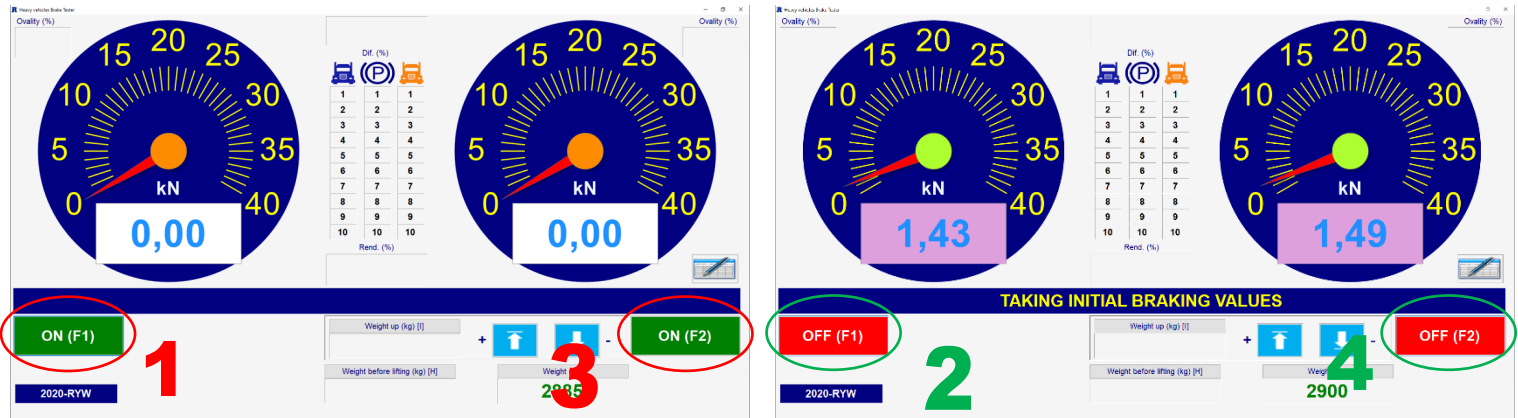 Heavy vehicles Brake Tester
Ovality (%)
Ovality (%)
0 5 10 15 20 25 30 35 40
kN
0,00
Dif. (%)
P
1 1 1
2 2 2
3 3 3
4 4 4
5 5 5
6 6 6
7 7 7
8 8 8
9 9 9
10 10 10
Rend. (%)
0 5 10 15 20 25 30 35 40
kN
0,00
ON (F1)
1
Weight up (kg) [I]
+
-
ON (F2)
3
Weight before lifting (kg) [H]
Weight
2885
2020-RYW
Heavy vehicles Brake Tester
Ovality (%)
Ovality (%)
0 5 10 15 20 25 30 35 40
kN
1,43
Dif. (%)
P
1 1 1
2 2 2
3 3 3
4 4 4
5 5 5
6 6 6
7 7 7
8 8 8
9 9 9
10 10 10
Rend. (%)
0 5 10 15 20 25 30 35 40
kN
1,49
TAKING INITIAL BRAKING VALUES
OFF (F1)
2
Weight up (kg) [I]
+
-
OFF (F2)
4
Weight before lifting (kg) [H]
2900
2020-RYW